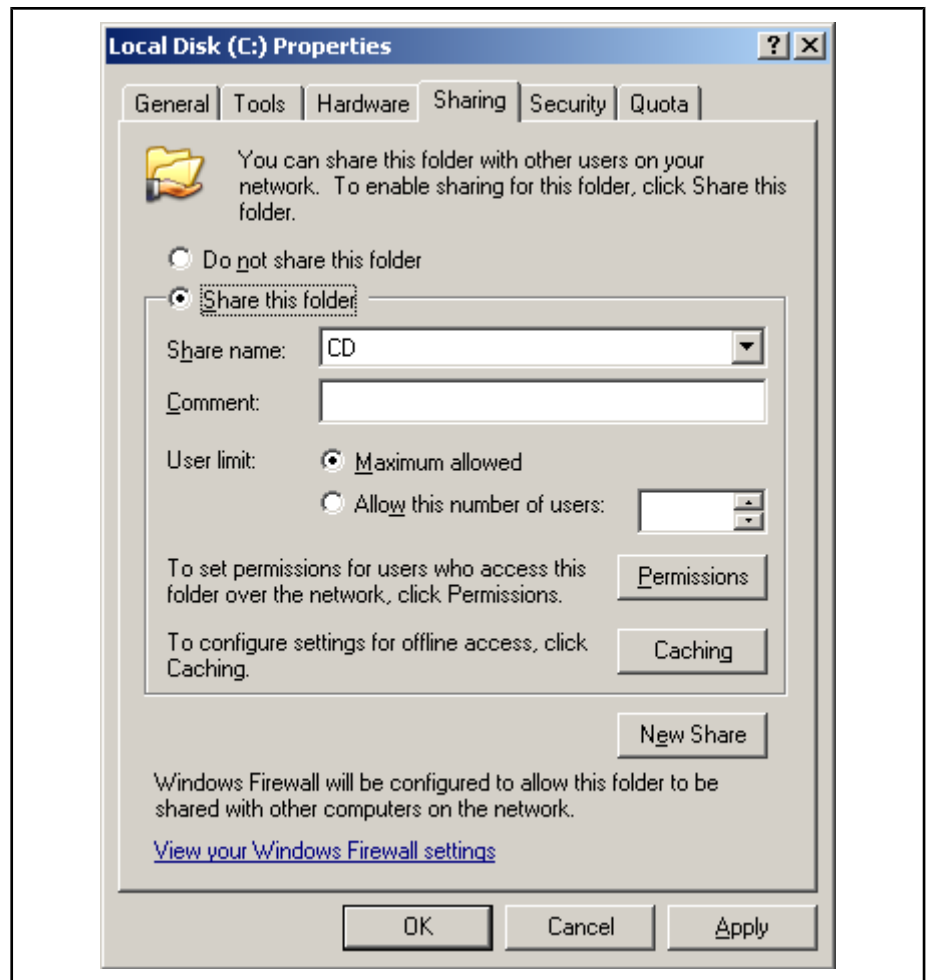 Local Disk (C:) Properties
General Tools Hardware Sharing Security Quota
You can share this folder with other users on your
network. To enable sharing for this folder, click Share this
folder.
Do not share this folder
Share this folder
Share name: CD
Comment:
User limit: Maximum allowed
Allow this number of users:
To set permissions for users who access this
folder over the network, click Permissions.
Permissions
To configure settings for offline access, click
Caching.
Caching
New Share
Windows Firewall will be configured to allow this folder to be
shared with other computers on the network.
View your Windows Firewall settings
OK Cancel Apply